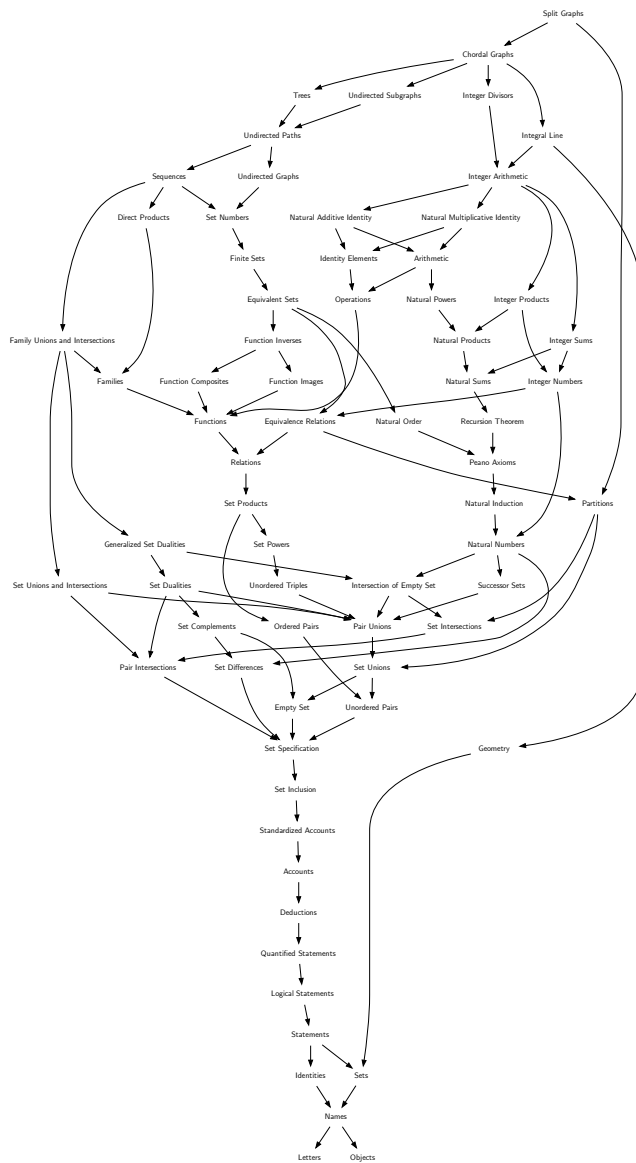 Split Graphs
Chordal Graphs
Trees
Undirected Subgraphs
Integer Divisors
Undirected Paths
Integral Line
Sequences
Undirected Graphs
Integer Arithmetic
Direct Products
Set Numbers
Natural Additive Identity
Natural Multiplicative Identity
Finite Sets
Identity Elements
Arithmetic
Equivalent Sets
Operations
Natural Powers
Integer Products
Family Unions and Intersections
Function Inverses
Natural Products
Integer Sums
Families
Function Composites
Function Images
Natural Sums
Integer Numbers
Functions
Equivalence Relations
Natural Order
Recursion Theorem
Relations
Peano Axioms
Set Products
Natural Induction
Partitions
Generalized Set Dualities
Set Powers
Natural Numbers
Set Unions and Intersections
Set Dualities
Unordered Triples
Intersection of Empty Set
Successor Sets
Set Complements
Ordered Pairs
Pair Unions
Set Intersections
Pair Intersections
Set Differences
Set Unions
Empty Set
Unordered Pairs
Set Specification
Geometry
Set Inclusion
Standardized Accounts
Accounts
Deductions
Quantified Statements
Logical Statements
Statements
Identities
Sets
Names
Letters
Objects